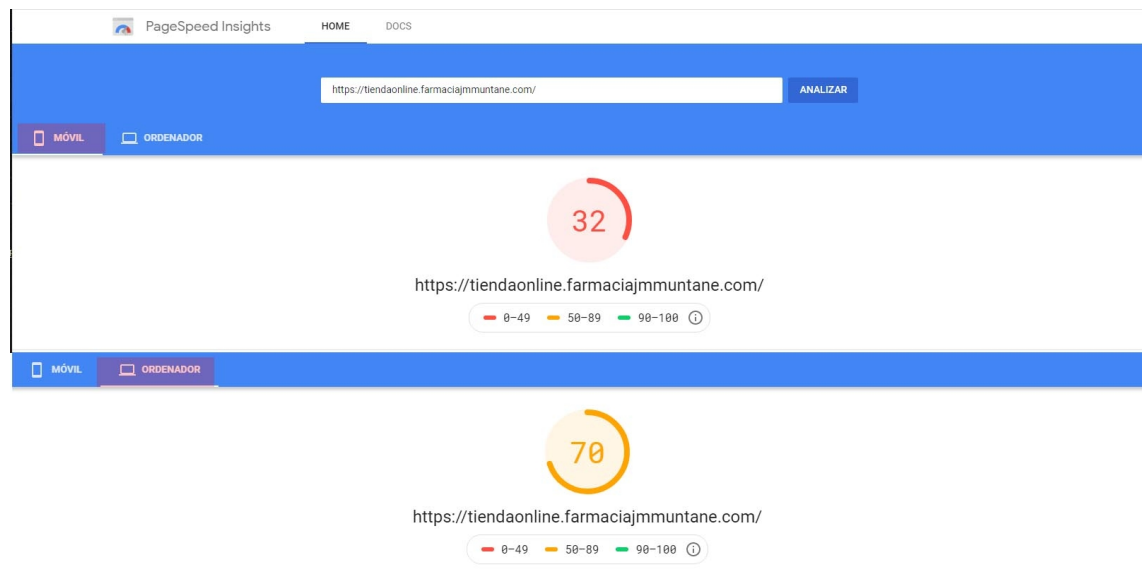 PageSpeed Insights HOME DOCS
https://tiendaonline.farmaciajmmuntane.com/ ANALIZAR
MÓVIL ORDENADOR
32
https://tiendaonline.farmaciajmmuntane.com/
0–49 50–89 90–100
MÓVIL ORDENADOR
70
https://tiendaonline.farmaciajmmuntane.com/
0–49 50–89 90–100